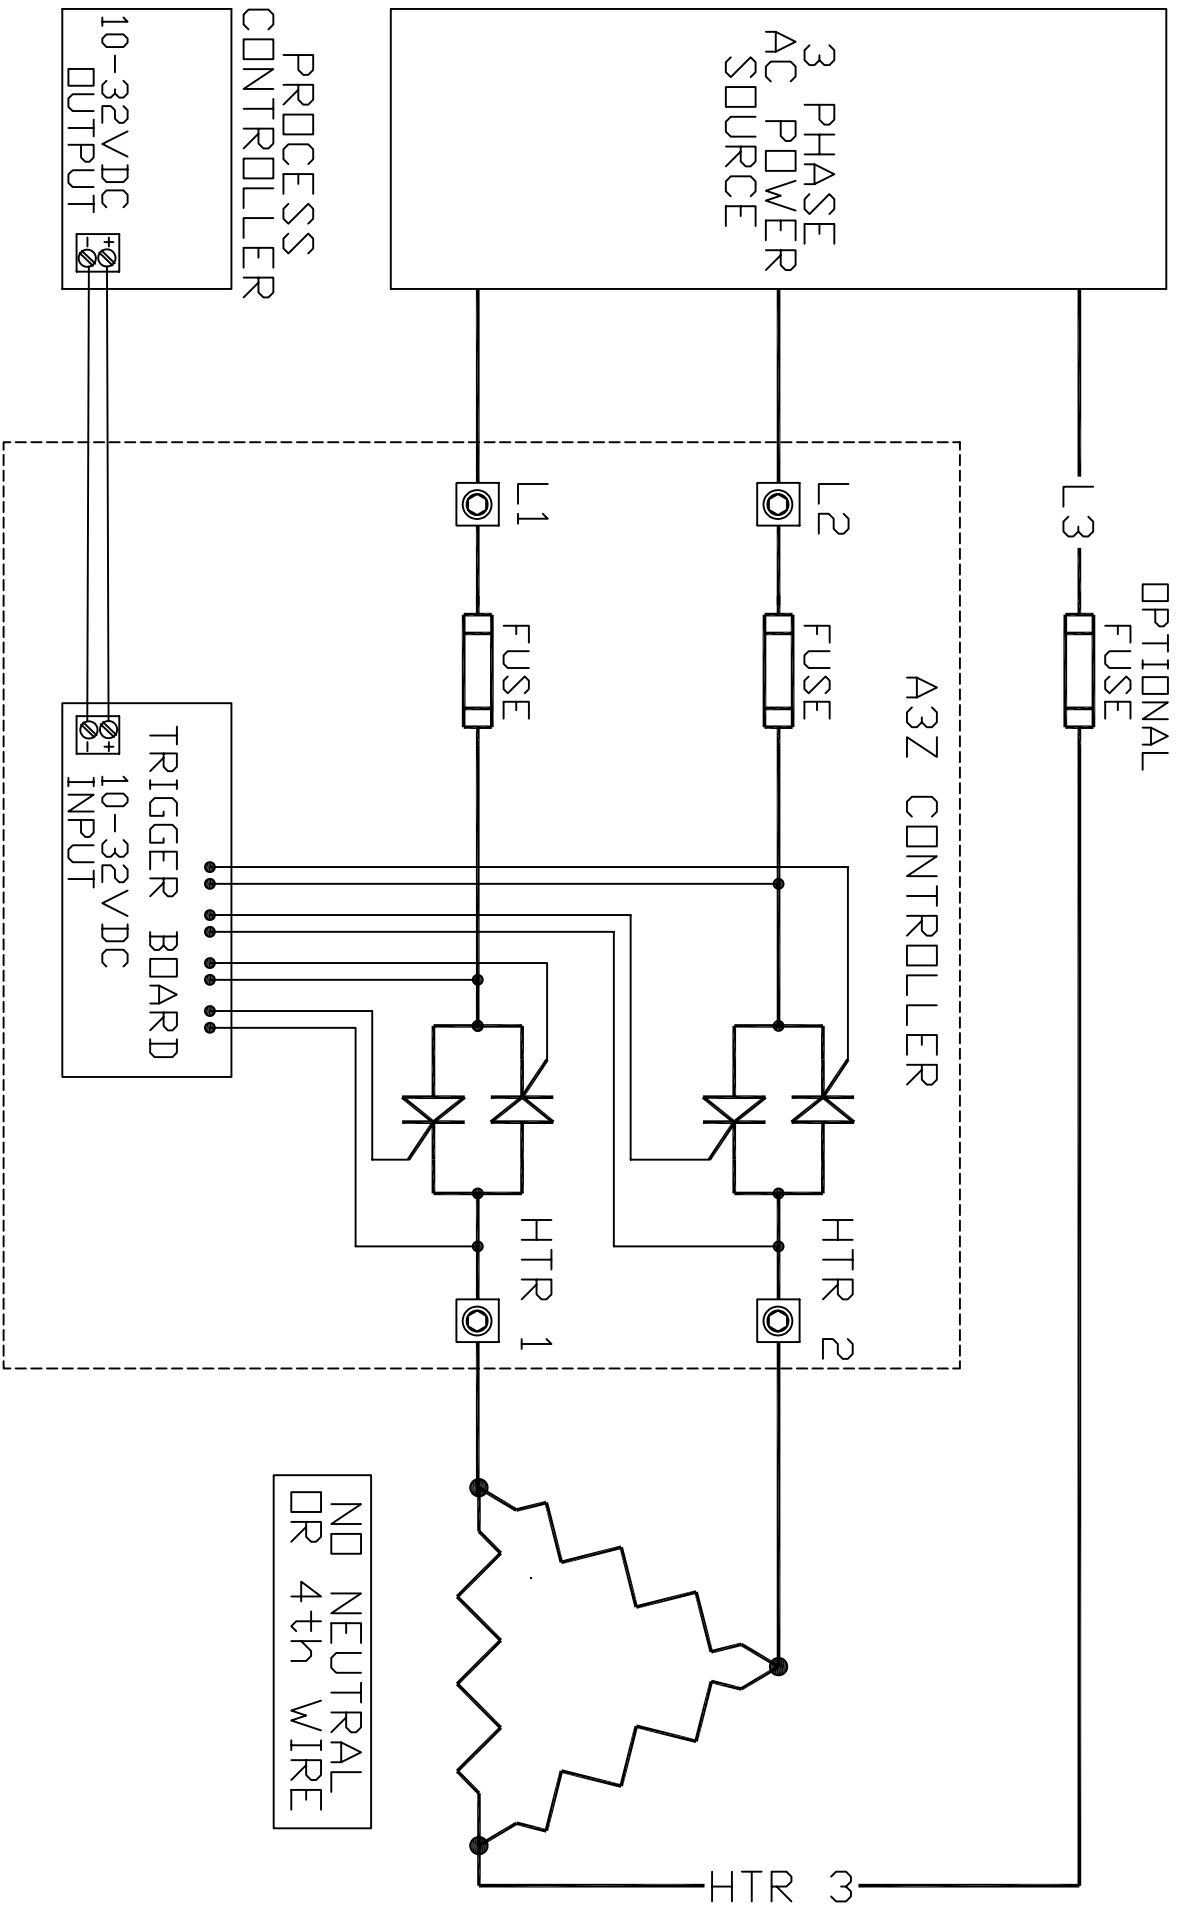 OPTIONAL
FUSE
L3
3 PHASE
AC POWER
SOURCE
A3Z CONTROLLER
L2
FUSE
HTR 2
L1
FUSE
HTR 1
HTR 3
NO NEUTRAL
OR 4th WIRE
PROCESS
CONTROLLER
10-32VDC
OUTPUT
+
-
TRIGGER BOARD
10-32VDC
INPUT
+
-